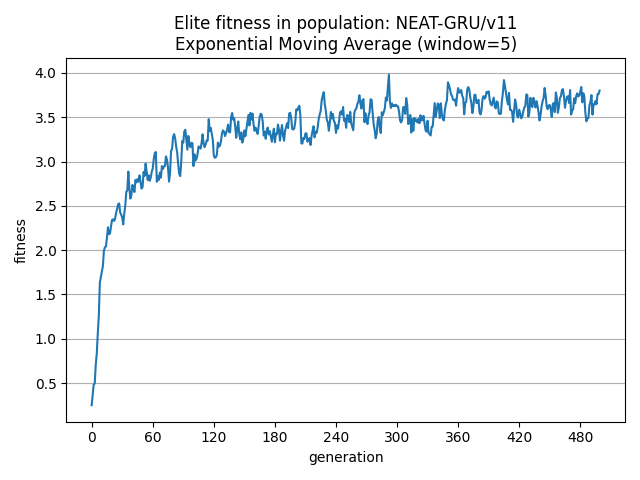 Elite fitness in population: NEAT-GRU/v11
Exponential Moving Average (window=5)
4.0
3.5
3.0
2.5
2.0
1.5
1.0
0.5
fitness
0 60 120 180 240 300 360 420 480
generation